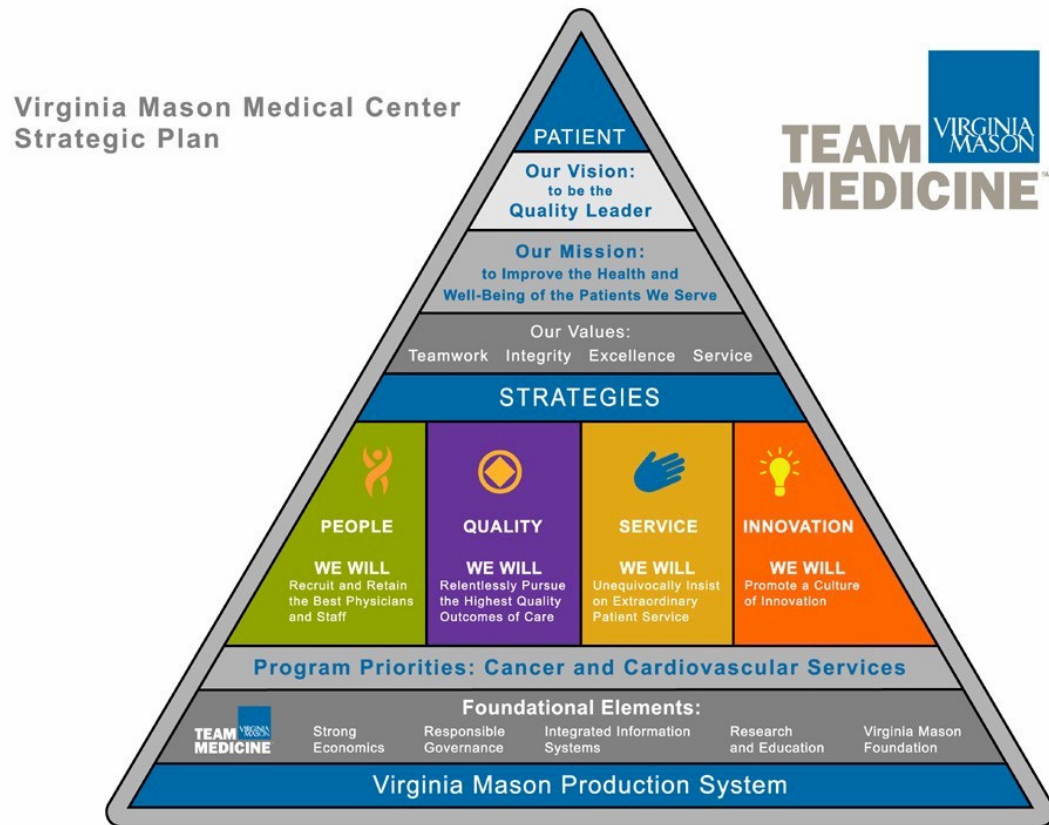 Virginia Mason Medical Center
Strategic Plan
TEAM
MEDICINE
VIRGINIA
MASON
SM
PATIENT
Our Vision:
to be the
Quality Leader
Our Mission:
to Improve the Health and
Well-Being of the Patients We Serve
Our Values:
Teamwork Integrity Excellence Service
STRATEGIES
PEOPLE
WE WILL
Recruit and Retain
the Best Physicians
and Staff
QUALITY
WE WILL
Relentlessly Pursue
the Highest Quality
Outcomes of Care
SERVICE
WE WILL
Unequivocally Insist
on Extraordinary
Patient Service
INNOVATION
WE WILL
Promote a Culture
of Innovation
Program Priorities: Cancer and Cardiovascular Services
Foundational Elements:
TEAM
MEDICINE
VIRGINIA
MASON
Strong
Economics
Responsible
Governance
Integrated Information
Systems
Research
and Education
Virginia Mason
Foundation
Virginia Mason Production System